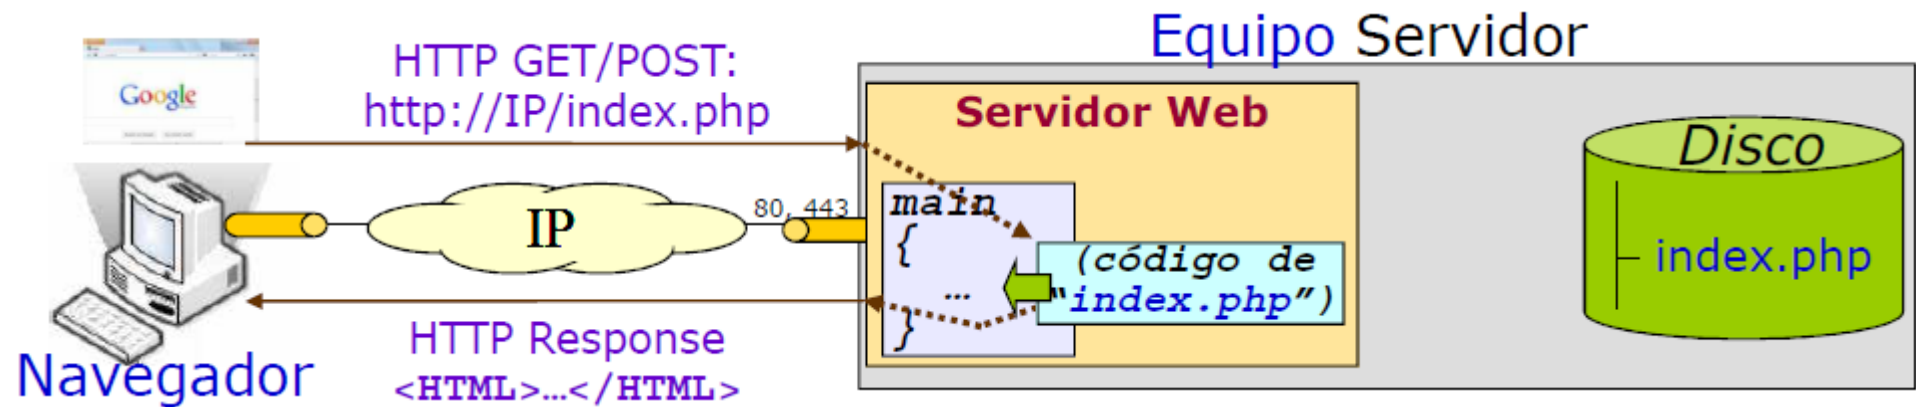 Equipo Servidor
Google
HTTP GET/POST:
http://IP/index.php
Servidor Web
Disco
index.php
IP
80, 443
main
{
…
}
(código de
“index.php”)
HTTP Response
<HTML>…</HTML>
Navegador